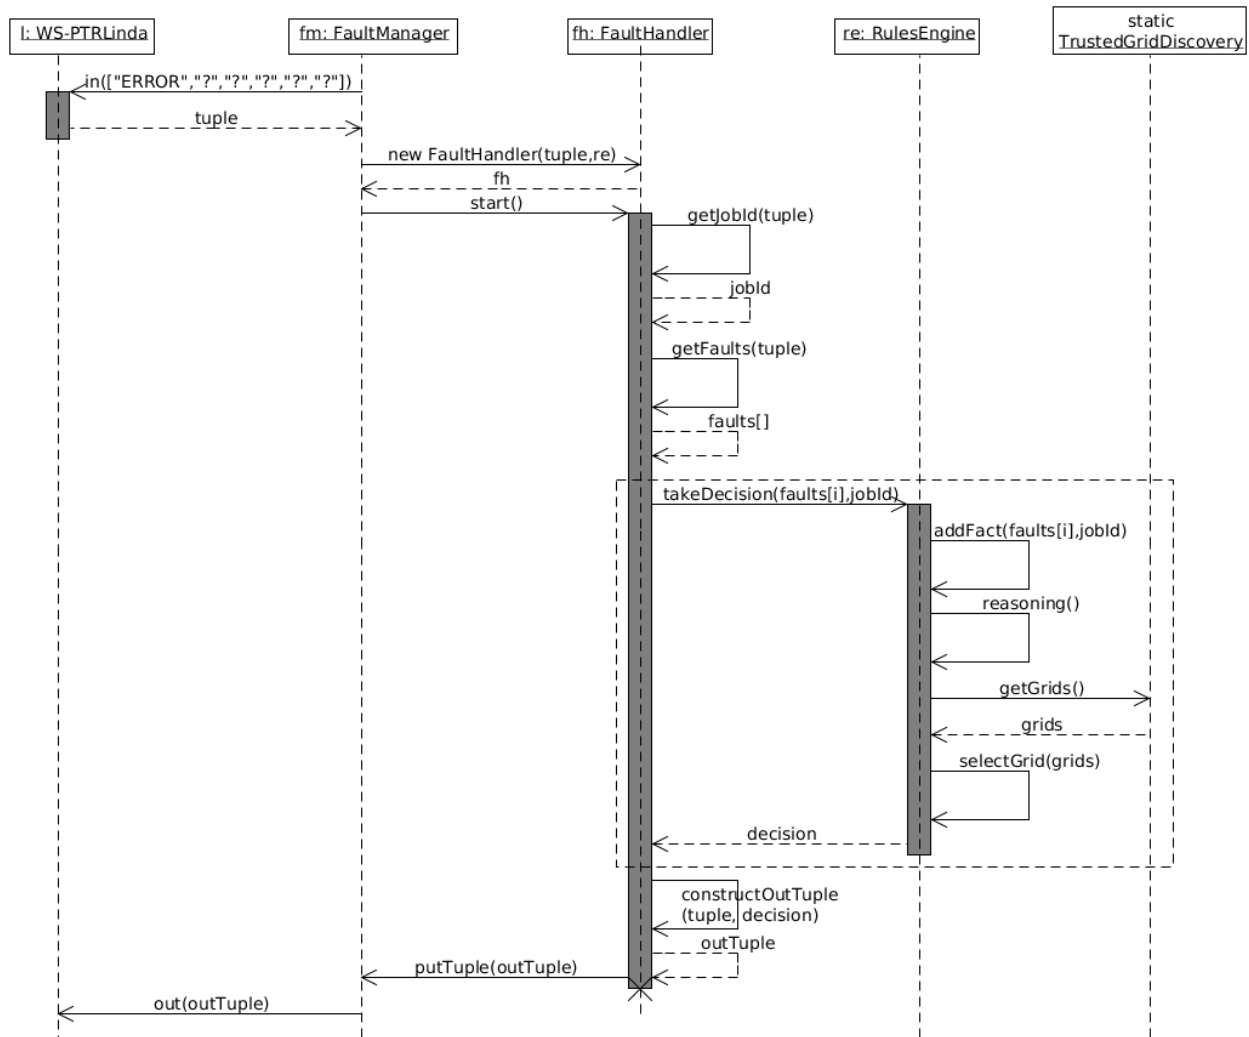 l: WS-PTRLinda
fm: FaultManager
fh: FaultHandler
re: RulesEngine
static
TrustedGridDiscovery
in(["ERROR","?","?","?","?","?"])
tuple
new FaultHandler(tuple,re)
fh
start()
getJobId(tuple)
jobId
getFaults(tuple)
faults[]
takeDecision(faults[i],jobId)
addFact(faults[i],jobId)
reasoning()
getGrids()
grids
selectGrid(grids)
decision
constructOutTuple
(tuple, decision)
outTuple
putTuple(outTuple)
out(outTuple)